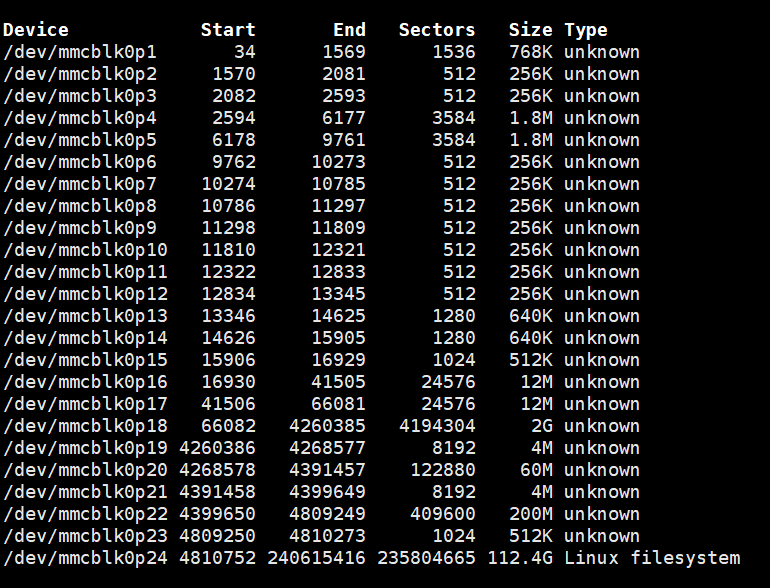 Device Start End Sectors Size Type
/dev/mmcblk0p1 34 1569 1536 768K unknown
/dev/mmcblk0p2 1570 2081 512 256K unknown
/dev/mmcblk0p3 2082 2593 512 256K unknown
/dev/mmcblk0p4 2594 6177 3584 1.8M unknown
/dev/mmcblk0p5 6178 9761 3584 1.8M unknown
/dev/mmcblk0p6 9762 10273 512 256K unknown
/dev/mmcblk0p7 10274 10785 512 256K unknown
/dev/mmcblk0p8 10786 11297 512 256K unknown
/dev/mmcblk0p9 11298 11809 512 256K unknown
/dev/mmcblk0p10 11810 12321 512 256K unknown
/dev/mmcblk0p11 12322 12833 512 256K unknown
/dev/mmcblk0p12 12834 13345 512 256K unknown
/dev/mmcblk0p13 13346 14625 1280 640K unknown
/dev/mmcblk0p14 14626 15905 1280 640K unknown
/dev/mmcblk0p15 15906 16929 1024 512K unknown
/dev/mmcblk0p16 16930 41505 24576 12M unknown
/dev/mmcblk0p17 41506 66081 24576 12M unknown
/dev/mmcblk0p18 66082 4260385 4194304 2G unknown
/dev/mmcblk0p19 4260386 4268577 8192 4M unknown
/dev/mmcblk0p20 4268578 4391457 122880 60M unknown
/dev/mmcblk0p21 4391458 4399649 8192 4M unknown
/dev/mmcblk0p22 4399650 4809249 409600 200M unknown
/dev/mmcblk0p23 4809250 4810273 1024 512K unknown
/dev/mmcblk0p24 4810752 240615416 235804665 112.4G Linux filesystem